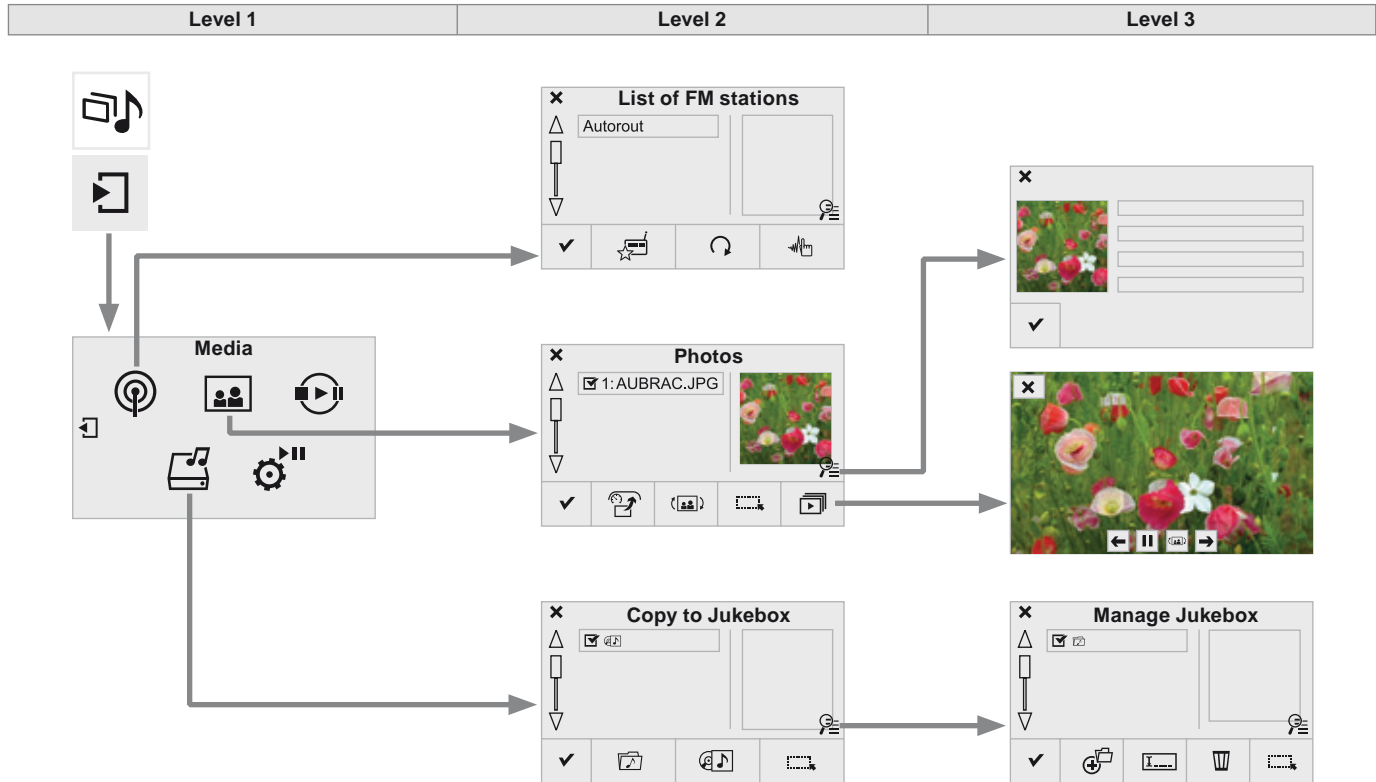 Level 1
Level 2
Level 3
List of FM stations
Autorout
Media
Photos
1: AUBRAC.JPG
Copy to Jukebox
Manage Jukebox